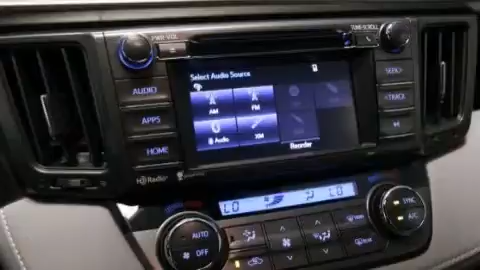 PWR·VOL
TUNE·SCROLL
AUDIO
APPS
HOME
HD Radio
Select Audio Source
AM
FM
Audio
XM
Reorder
SEEK
TRACK
LO
LO
AUTO
OFF
SYNC
A/C